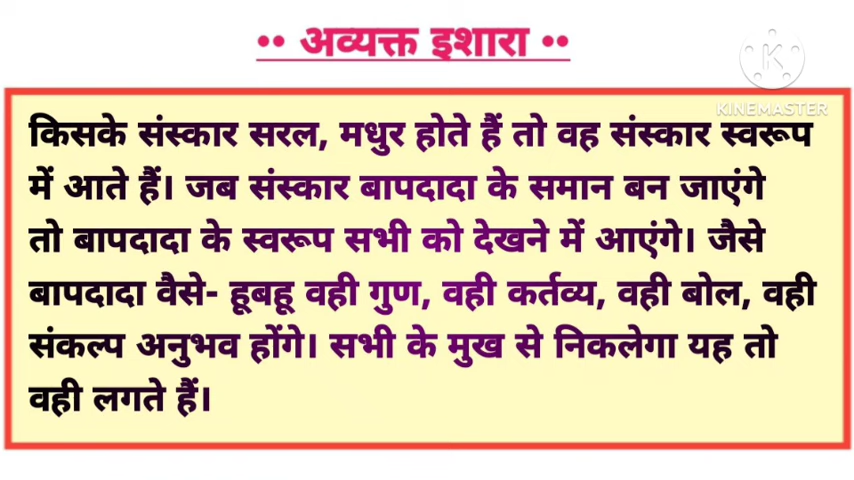 •• अव्यक्त इशारा ••
KINEMASTER
किसके संस्कार सरल, मधुर होते हैं तो वह संस्कार स्वरूप
में आते हैं। जब संस्कार बापदादा के समान बन जाएंगे
तो बापदादा के स्वरूप सभी को देखने में आएंगे। जैसे
बापदादा वैसे- हूबहू वही गुण, वही कर्तव्य, वही बोल, वही
संकल्प अनुभव होंगे। सभी के मुख से निकलेगा यह तो
वही लगते हैं।